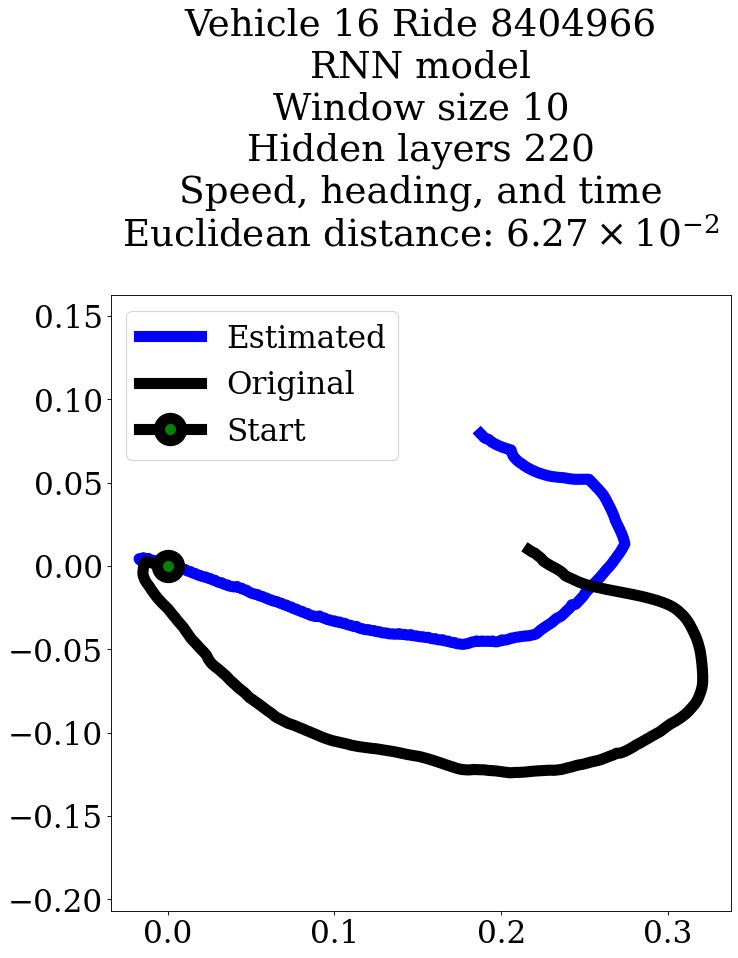 Vehicle 16 Ride 8404966
RNN model
Window size 10
Hidden layers 220
Speed, heading, and time
Euclidean distance: 6.27 × 10⁻²
Estimated
Original
Start
0.15
0.10
0.05
0.00
−0.05
−0.10
−0.15
−0.20
0.0 0.1 0.2 0.3